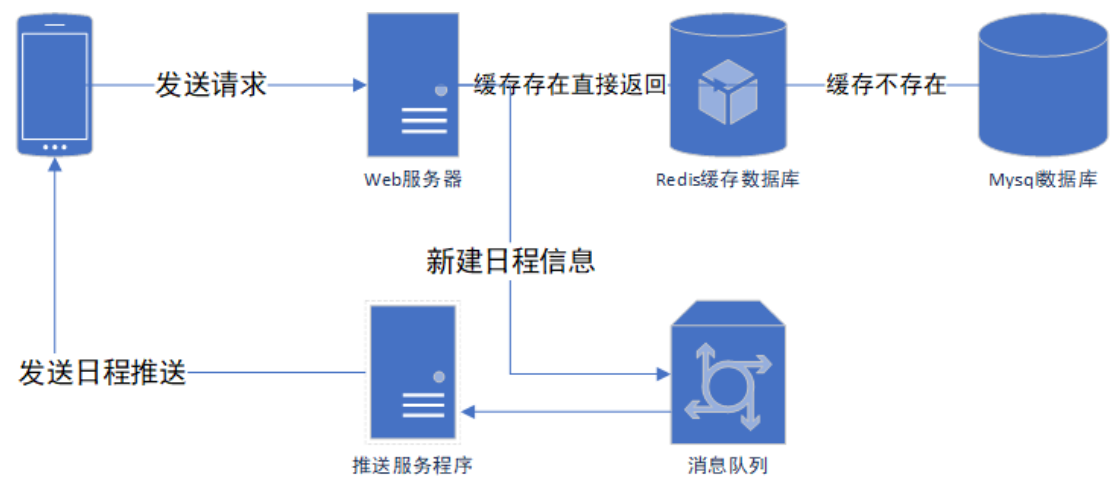 发送请求
缓存存在直接返回
缓存不存在
Web服务器
Redis缓存数据库
Mysql数据库
新建日程信息
发送日程推送
推送服务程序
消息队列